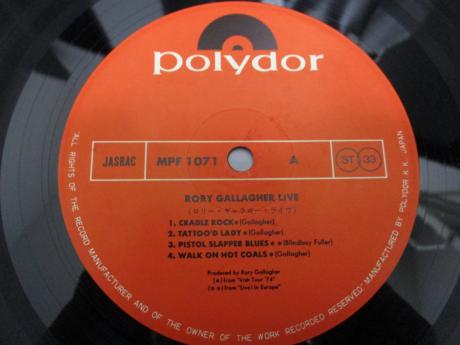 polydor
JASRAC
MPF 1071
A
ST 33
RORY GALLAGHER LIVE
(ロリー・ギャラガー・ライヴ)
1. CRADLE ROCK★(Gallagher),
2. TATTOO'D LADY★(Gallagher)
3. PISTOL SLAPPER BLUES★★(Blindboy Fuller)
4. WALK ON HOT COALS★★(Gallagher)
Produced by Rory Gallagher
(★) from "Irish Tour '74"
(★★) from "Live! in Europe"
"ALL RIGHTS OF THE RECORD MANUFACTURER AND OF THE OWNER OF THE WORK RECORDED RESERVED" MANUFACTURED BY POLYDOR K.K. JAPAN